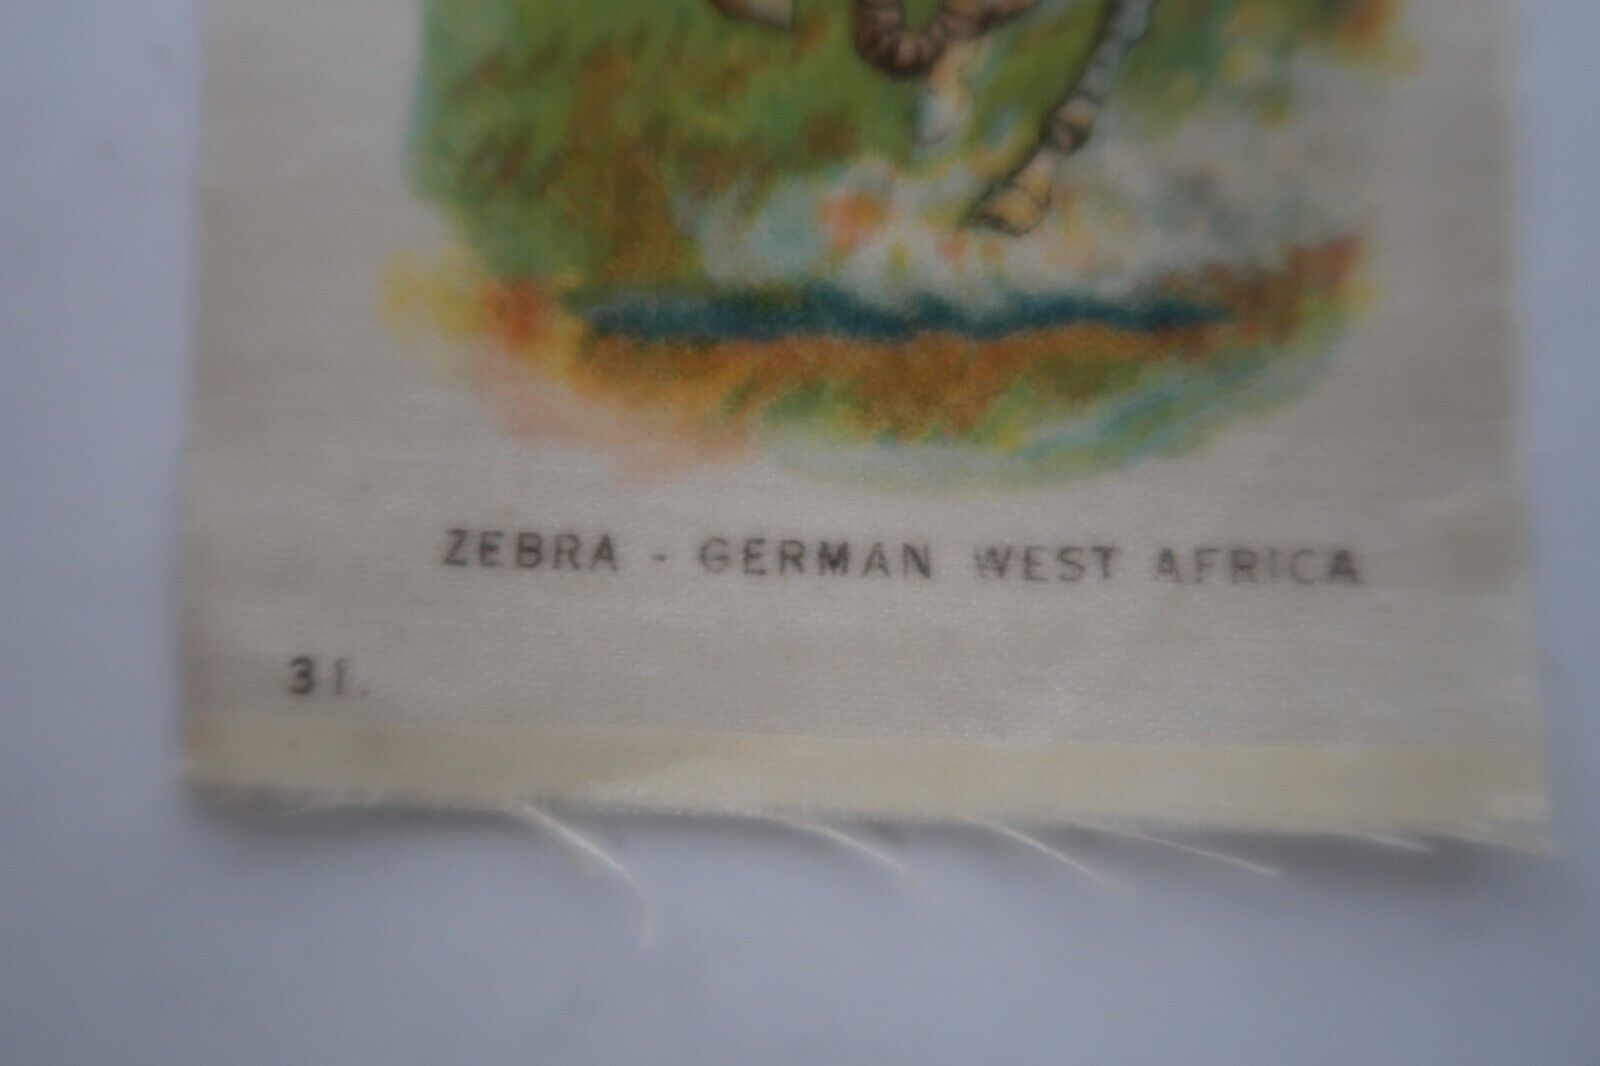 ZEBRA - GERMAN WEST AFRICA
31.